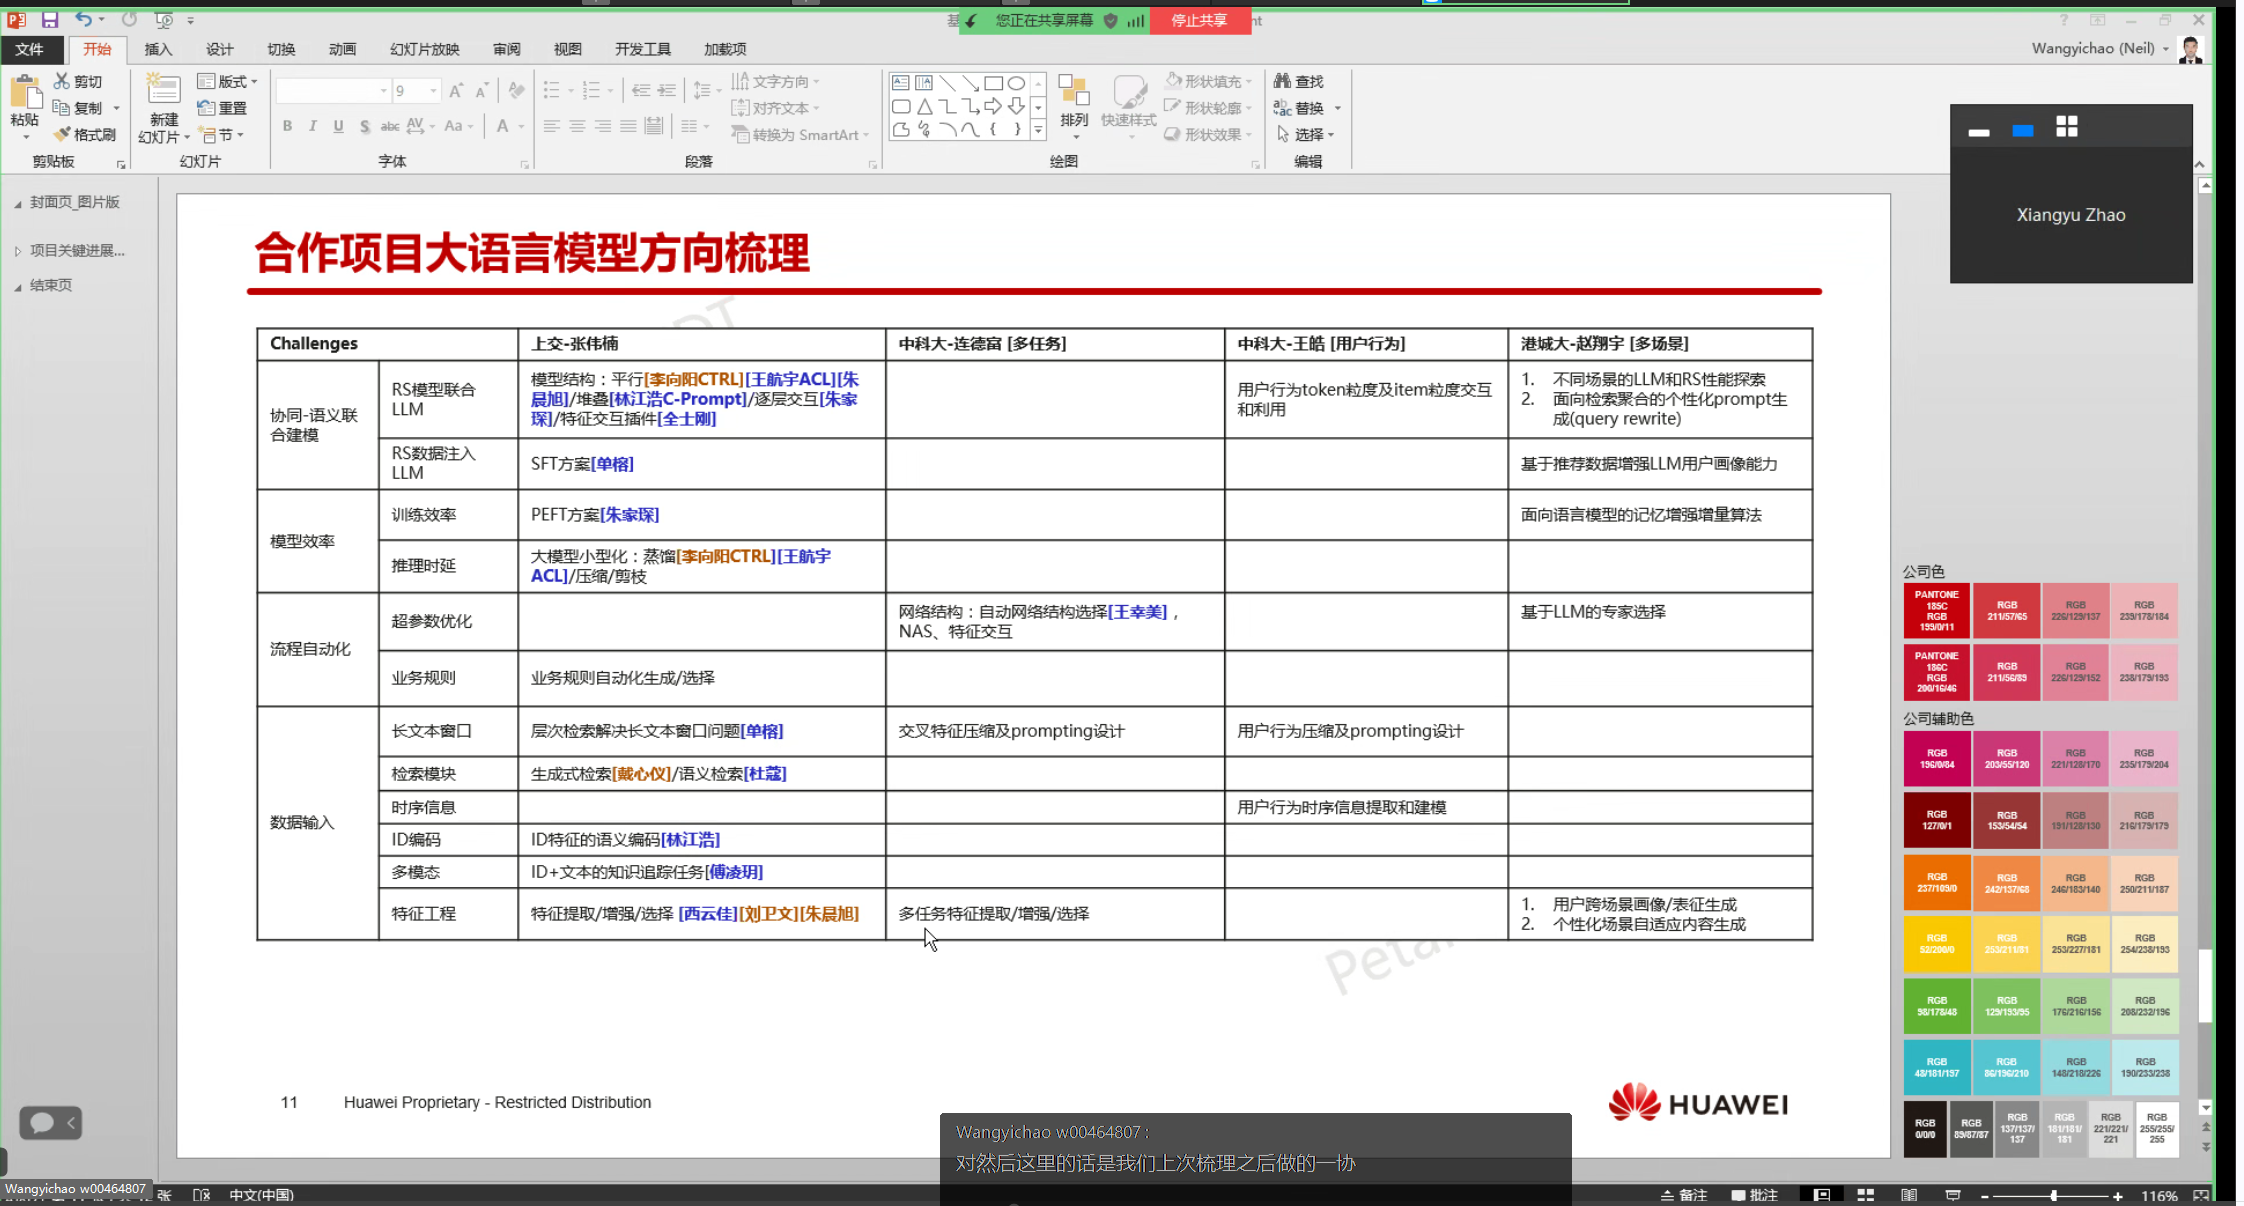 您正在共享屏幕
停止共享
文件 开始 插入 设计 切换 动画 幻灯片放映 审阅 视图 开发工具 加载项
Wangyichao (Neil)
粘贴
剪切
复制
格式刷
剪贴板
新建
幻灯片
版式
重置
节
幻灯片
9
B I U S abc AV Aa A
字体
文字方向
对齐文本
转换为 SmartArt
段落
排列
快速样式
形状填充
形状轮廓
形状效果
绘图
查找
替换
选择
编辑
封面页_图片版
项目关键进展...
结束页
Xiangyu Zhao
合作项目大语言模型方向梳理
Challenges
上交-张伟楠
中科大-连德富 [多任务]
中科大-王皓 [用户行为]
港城大-赵翔宇 [多场景]
协同-语义联
合建模
RS模型联合
LLM
模型结构：平行[李向阳CTRL][王航宇ACL][朱
晨旭]/堆叠[林江浩C-Prompt]/逐层交互[朱家
琛]/特征交互插件[全士刚]
用户行为token粒度及item粒度交互
和利用
1. 不同场景的LLM和RS性能探索
2. 面向检索聚合的个性化prompt生
成(query rewrite)
RS数据注入
LLM
SFT方案[单榕]
基于推荐数据增强LLM用户画像能力
模型效率
训练效率
PEFT方案[朱家琛]
面向语言模型的记忆增强增量算法
推理时延
大模型小型化：蒸馏[李向阳CTRL][王航宇
ACL]/压缩/剪枝
流程自动化
超参数优化
网络结构：自动网络结构选择[王幸美]，
NAS、特征交互
基于LLM的专家选择
业务规则
业务规则自动化生成/选择
数据输入
长文本窗口
层次检索解决长文本窗口问题[单榕]
交叉特征压缩及prompting设计
用户行为压缩及prompting设计
检索模块
生成式检索[戴心仪]/语义检索[杜蔻]
时序信息
用户行为时序信息提取和建模
ID编码
ID特征的语义编码[林江浩]
多模态
ID+文本的知识追踪任务[傅凌玥]
特征工程
特征提取/增强/选择 [西云佳][刘卫文][朱晨旭]
多任务特征提取/增强/选择
1. 用户跨场景画像/表征生成
2. 个性化场景自适应内容生成
11
Huawei Proprietary - Restricted Distribution
HUAWEI
公司色
PANTONE
185C
RGB
199/0/11
RGB
211/57/65
RGB
226/129/137
RGB
239/178/184
PANTONE
186C
RGB
200/16/46
RGB
211/56/89
RGB
226/129/152
RGB
238/179/193
公司辅助色
RGB
196/0/84
RGB
203/55/120
RGB
221/128/170
RGB
235/179/204
RGB
127/0/1
RGB
153/54/54
RGB
191/128/130
RGB
216/179/179
RGB
237/109/0
RGB
242/137/68
RGB
246/183/140
RGB
250/211/187
RGB
52/200/0
RGB
253/211/81
RGB
253/227/181
RGB
254/238/193
RGB
98/178/48
RGB
129/193/95
RGB
176/216/156
RGB
208/232/196
RGB
48/181/197
RGB
86/196/210
RGB
148/218/226
RGB
190/233/238
RGB
0/0/0
RGB
89/87/87
RGB
137/137/
137
RGB
181/181/
181
RGB
221/221/
221
RGB
255/255/
255
Wangyichao w00464807 :
对然后这里的话是我们上次梳理之后做的一协
Wangyichao w00464807
张
中文(中国)
备注
批注
116%